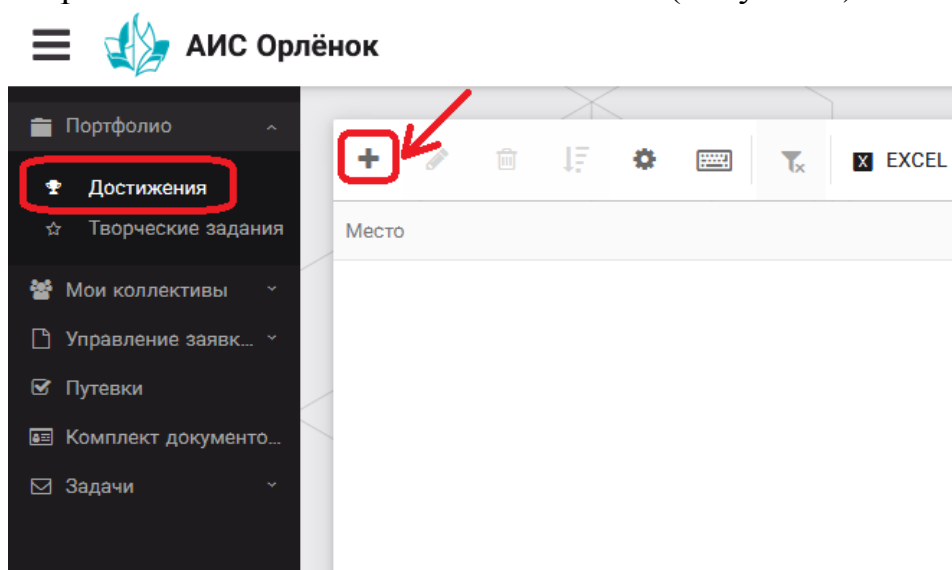 АИС Орлёнок
Портфолио
Достижения
Творческие задания
Мои коллективы
Управление заявк...
Путевки
Комплект документо...
Задачи
EXCEL
Место